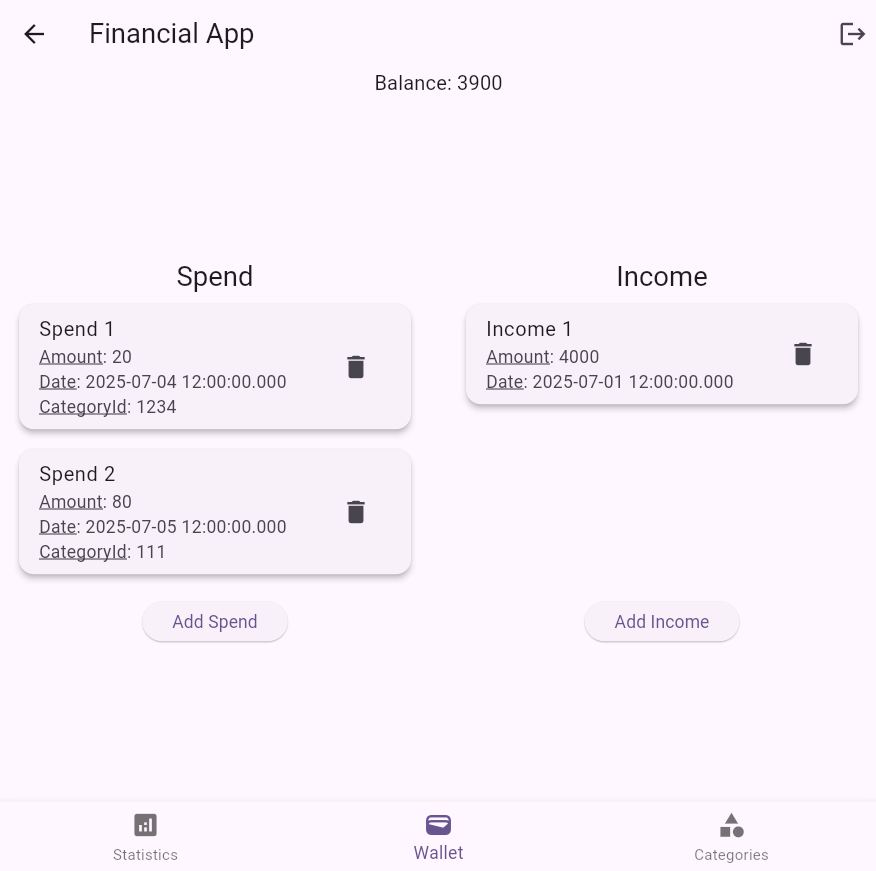 Financial App
Balance: 3900
Spend
Spend 1
Amount: 20
Date: 2025-07-04 12:00:00.000
CategoryId: 1234
Spend 2
Amount: 80
Date: 2025-07-05 12:00:00.000
CategoryId: 111
Add Spend
Income
Income 1
Amount: 4000
Date: 2025-07-01 12:00:00.000
Add Income
Statistics
Wallet
Categories